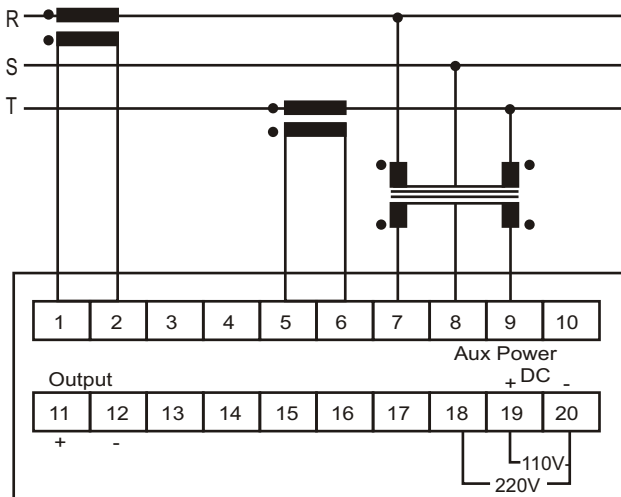 R
S
T
1 2 3 4 5 6 7 8 9 10
Aux Power
Output + DC -
11 12 13 14 15 16 17 18 19 20
+ -
110V
220V